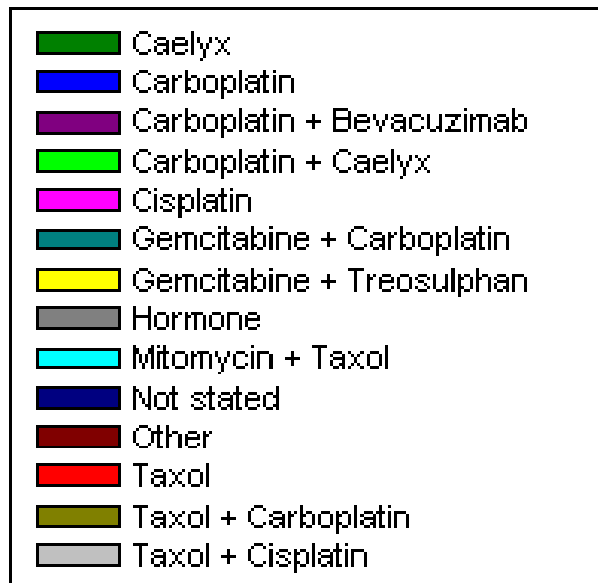 Caelyx
Carboplatin
Carboplatin + Bevacuzimab
Carboplatin + Caelyx
Cisplatin
Gemcitabine + Carboplatin
Gemcitabine + Treosulphan
Hormone
Mitomycin + Taxol
Not stated
Other
Taxol
Taxol + Carboplatin
Taxol + Cisplatin